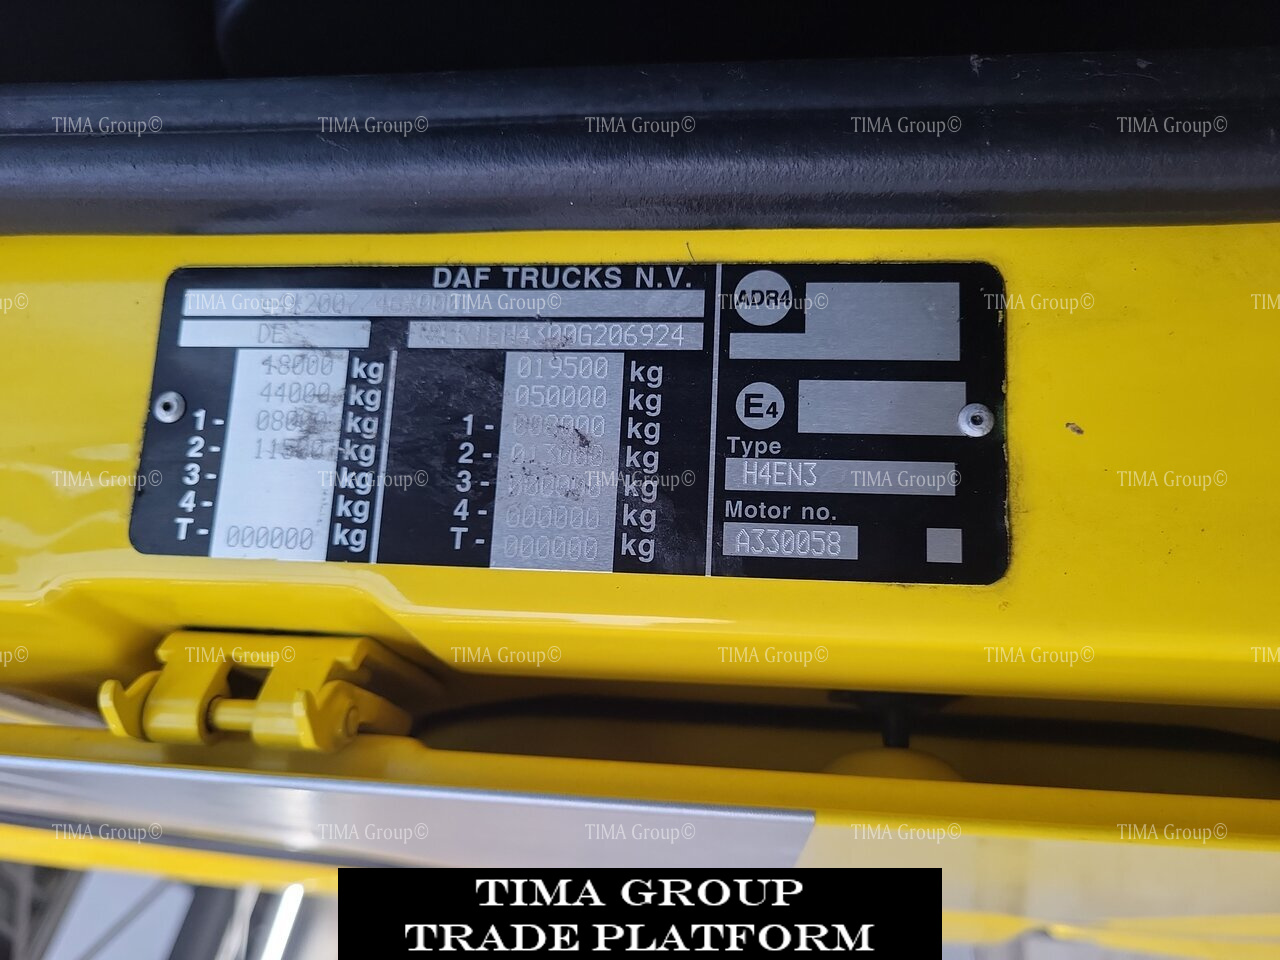 DAF TRUCKS N.V.
DE
4300G206924
18000 kg
44000 kg
1- kg
2- kg
3- kg
4- kg
T- 000000 kg
019500 kg
050000 kg
1- kg
2- kg
3- kg
4- 000000 kg
T- 000000 kg
ADR4
E4
Type
H4EN3
Motor no.
A330058
TIMA Group©
TIMA GROUP
TRADE PLATFORM